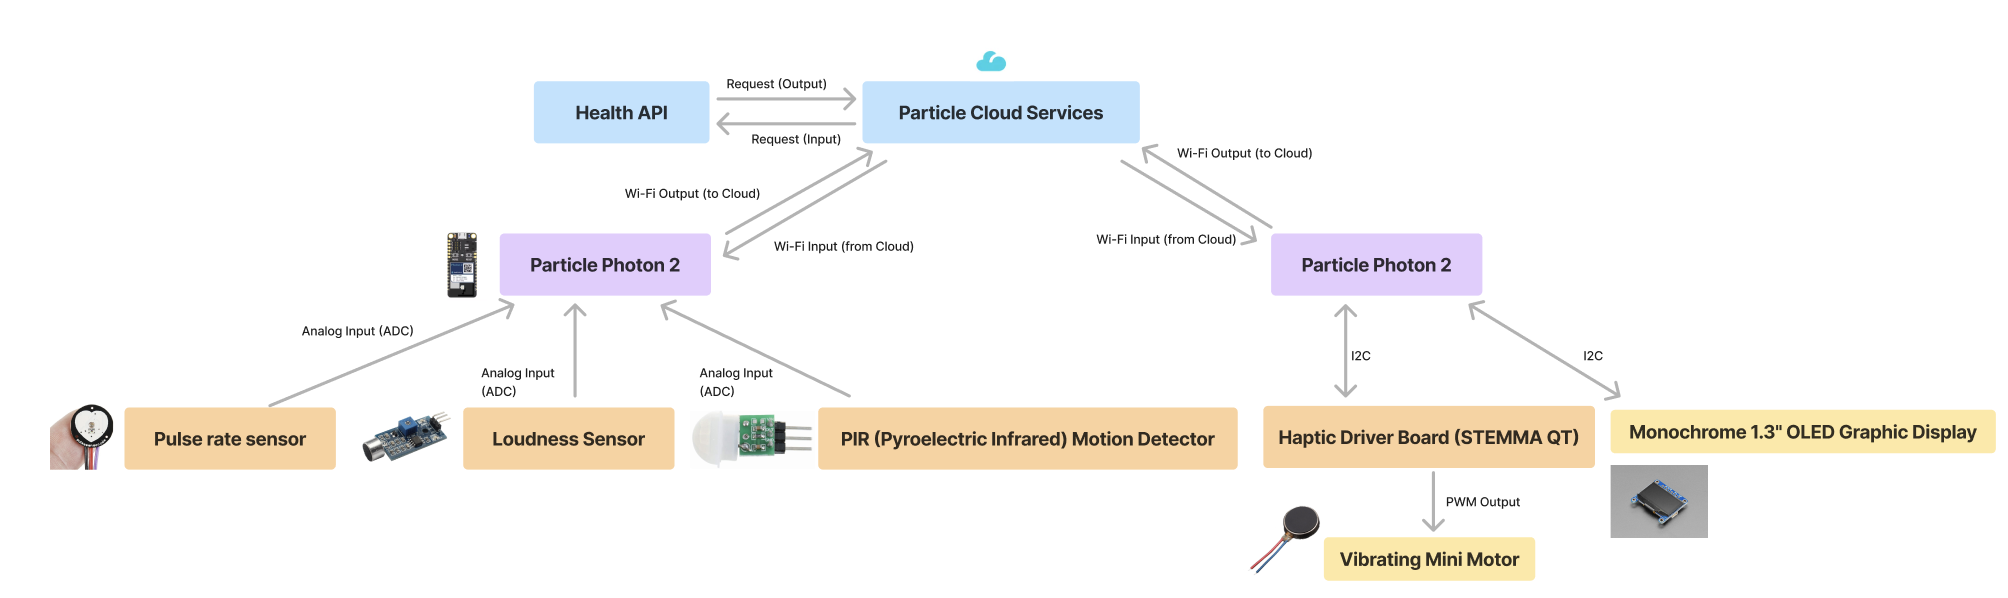 Request (Output)
Health API
Particle Cloud Services
Request (Input)
Wi-Fi Output (to Cloud)
Wi-Fi Output (to Cloud)
Wi-Fi Input (from Cloud)
Wi-Fi Input (from Cloud)
Particle Photon 2
Particle Photon 2
Analog Input (ADC)
Analog Input
(ADC)
Analog Input
(ADC)
I2C
I2C
Pulse rate sensor
Loudness Sensor
PIR (Pyroelectric Infrared) Motion Detector
Haptic Driver Board (STEMMA QT)
Monochrome 1.3" OLED Graphic Display
PWM Output
Vibrating Mini Motor